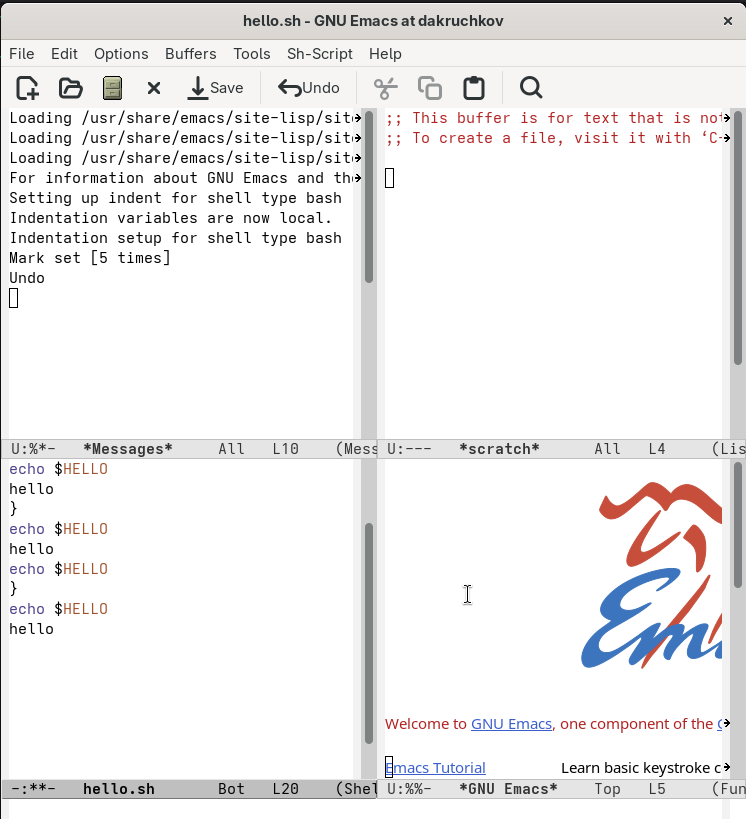 hello.sh - GNU Emacs at dakruchkov
File Edit Options Buffers Tools Sh-Script Help
Save Undo
Loading /usr/share/emacs/site-lisp/sit
Loading /usr/share/emacs/site-lisp/sit
Loading /usr/share/emacs/site-lisp/sit
For information about GNU Emacs and th
Setting up indent for shell type bash
Indentation variables are now local.
Indentation setup for shell type bash
Mark set [5 times]
Undo
U:%*- *Messages* All L10 (Mess
;; This buffer is for text that is not
;; To create a file, visit it with ‘C-
U:--- *scratch* All L4 (Lis
echo $HELLO
hello
}
echo $HELLO
hello
echo $HELLO
}
echo $HELLO
hello
-:**- hello.sh Bot L20 (Shel
Em
Welcome to GNU Emacs, one component of the G
Emacs Tutorial Learn basic keystroke c
U:%%- *GNU Emacs* Top L5 (Fun